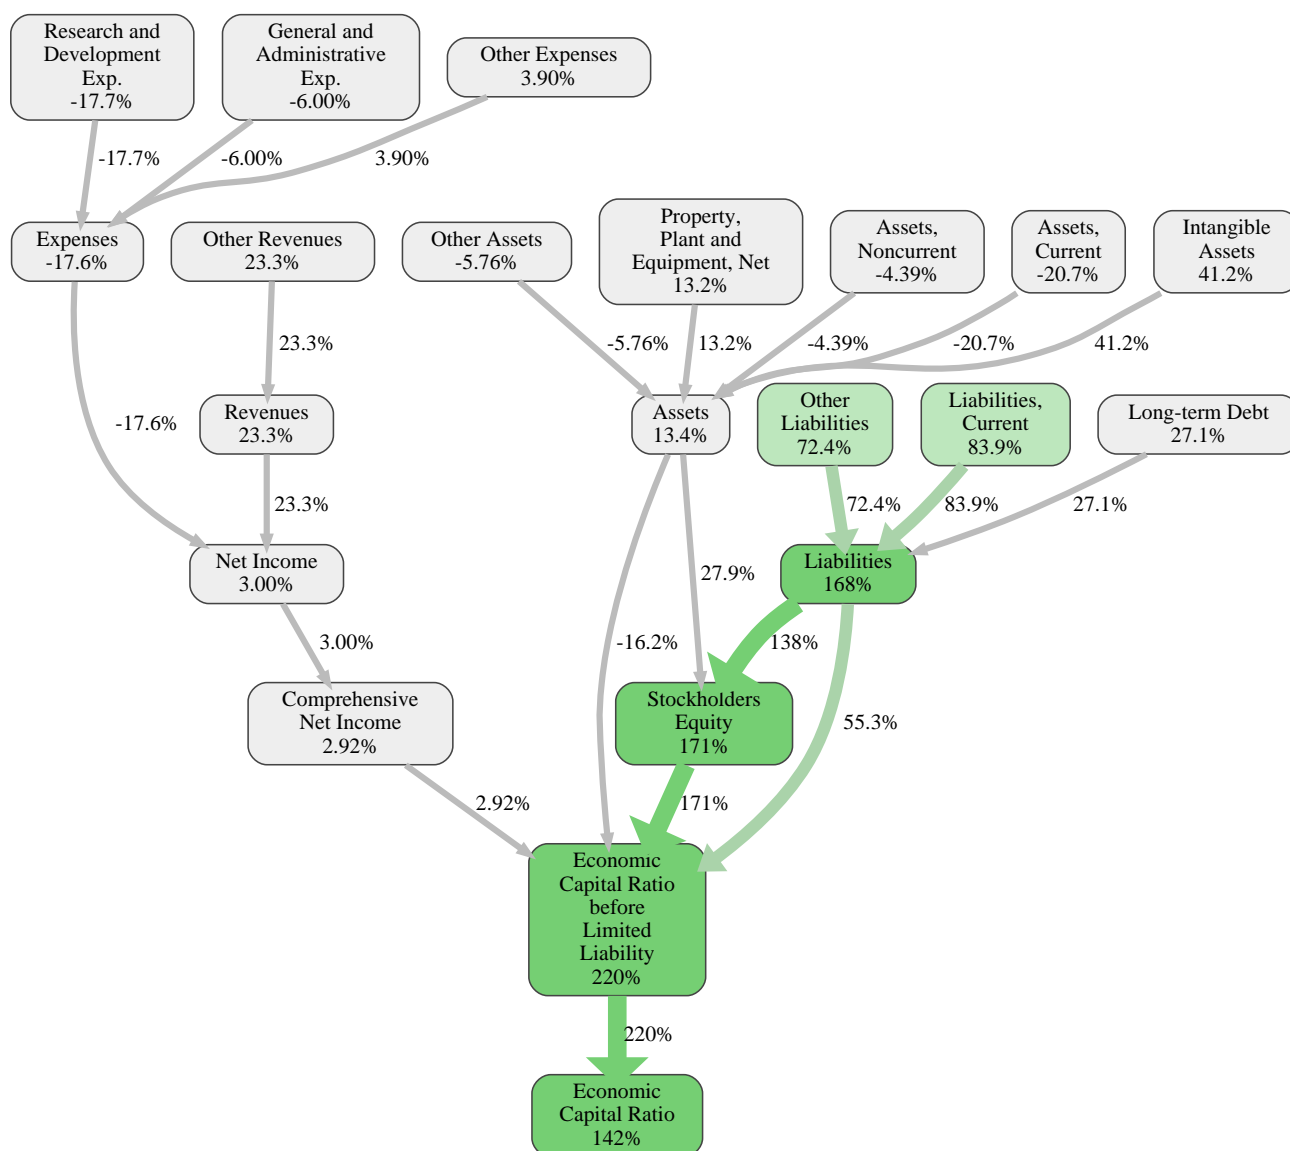 Research and
Development
Exp.
-17.7%
General and
Administrative
Exp.
-6.00%
Other Expenses
3.90%
-17.7%
-6.00%
3.90%
Expenses
-17.6%
Other Revenues
23.3%
Other Assets
-5.76%
Property,
Plant and
Equipment, Net
13.2%
Assets,
Noncurrent
-4.39%
Assets,
Current
-20.7%
Intangible
Assets
41.2%
23.3%
-5.76%
13.2%
-4.39%
-20.7%
41.2%
-17.6%
Revenues
23.3%
Assets
13.4%
Other
Liabilities
72.4%
Liabilities,
Current
83.9%
Long-term Debt
27.1%
23.3%
72.4%
83.9%
27.1%
Net Income
3.00%
27.9%
Liabilities
168%
3.00%
-16.2%
138%
Comprehensive
Net Income
2.92%
Stockholders
Equity
171%
55.3%
2.92%
171%
Economic
Capital Ratio
before
Limited
Liability
220%
220%
Economic
Capital Ratio
142%